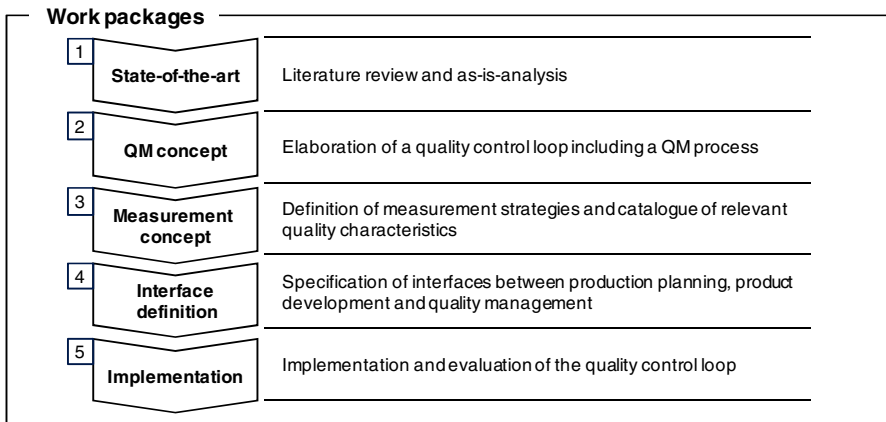 Work packages
1
State-of-the-art
Literature review and as-is-analysis
2
QM concept
Elaboration of a quality control loop including a QM process
3
Measurement
concept
Definition of measurement strategies and catalogue of relevant
quality characteristics
4
Interface
definition
Specification of interfaces between production planning, product
development and quality management
5
Implementation
Implementation and evaluation of the quality control loop